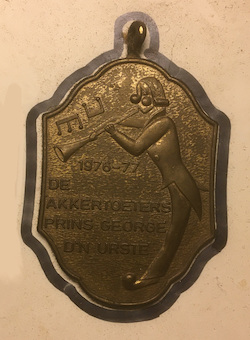 1976-77
DE
AKKERTOETERS
PRINS GEORGE
D'N URSTE